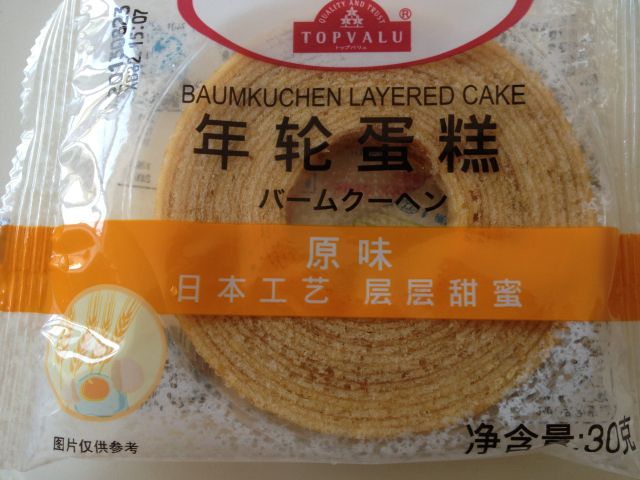 QUALITY AND TRUST
TOPVALU
トップバリュ
®
15:07
BAUMKUCHEN LAYERED CAKE
年轮蛋糕
バームクーヘン
原味
日本工艺 层层甜蜜
图片仅供参考
净含量:30克